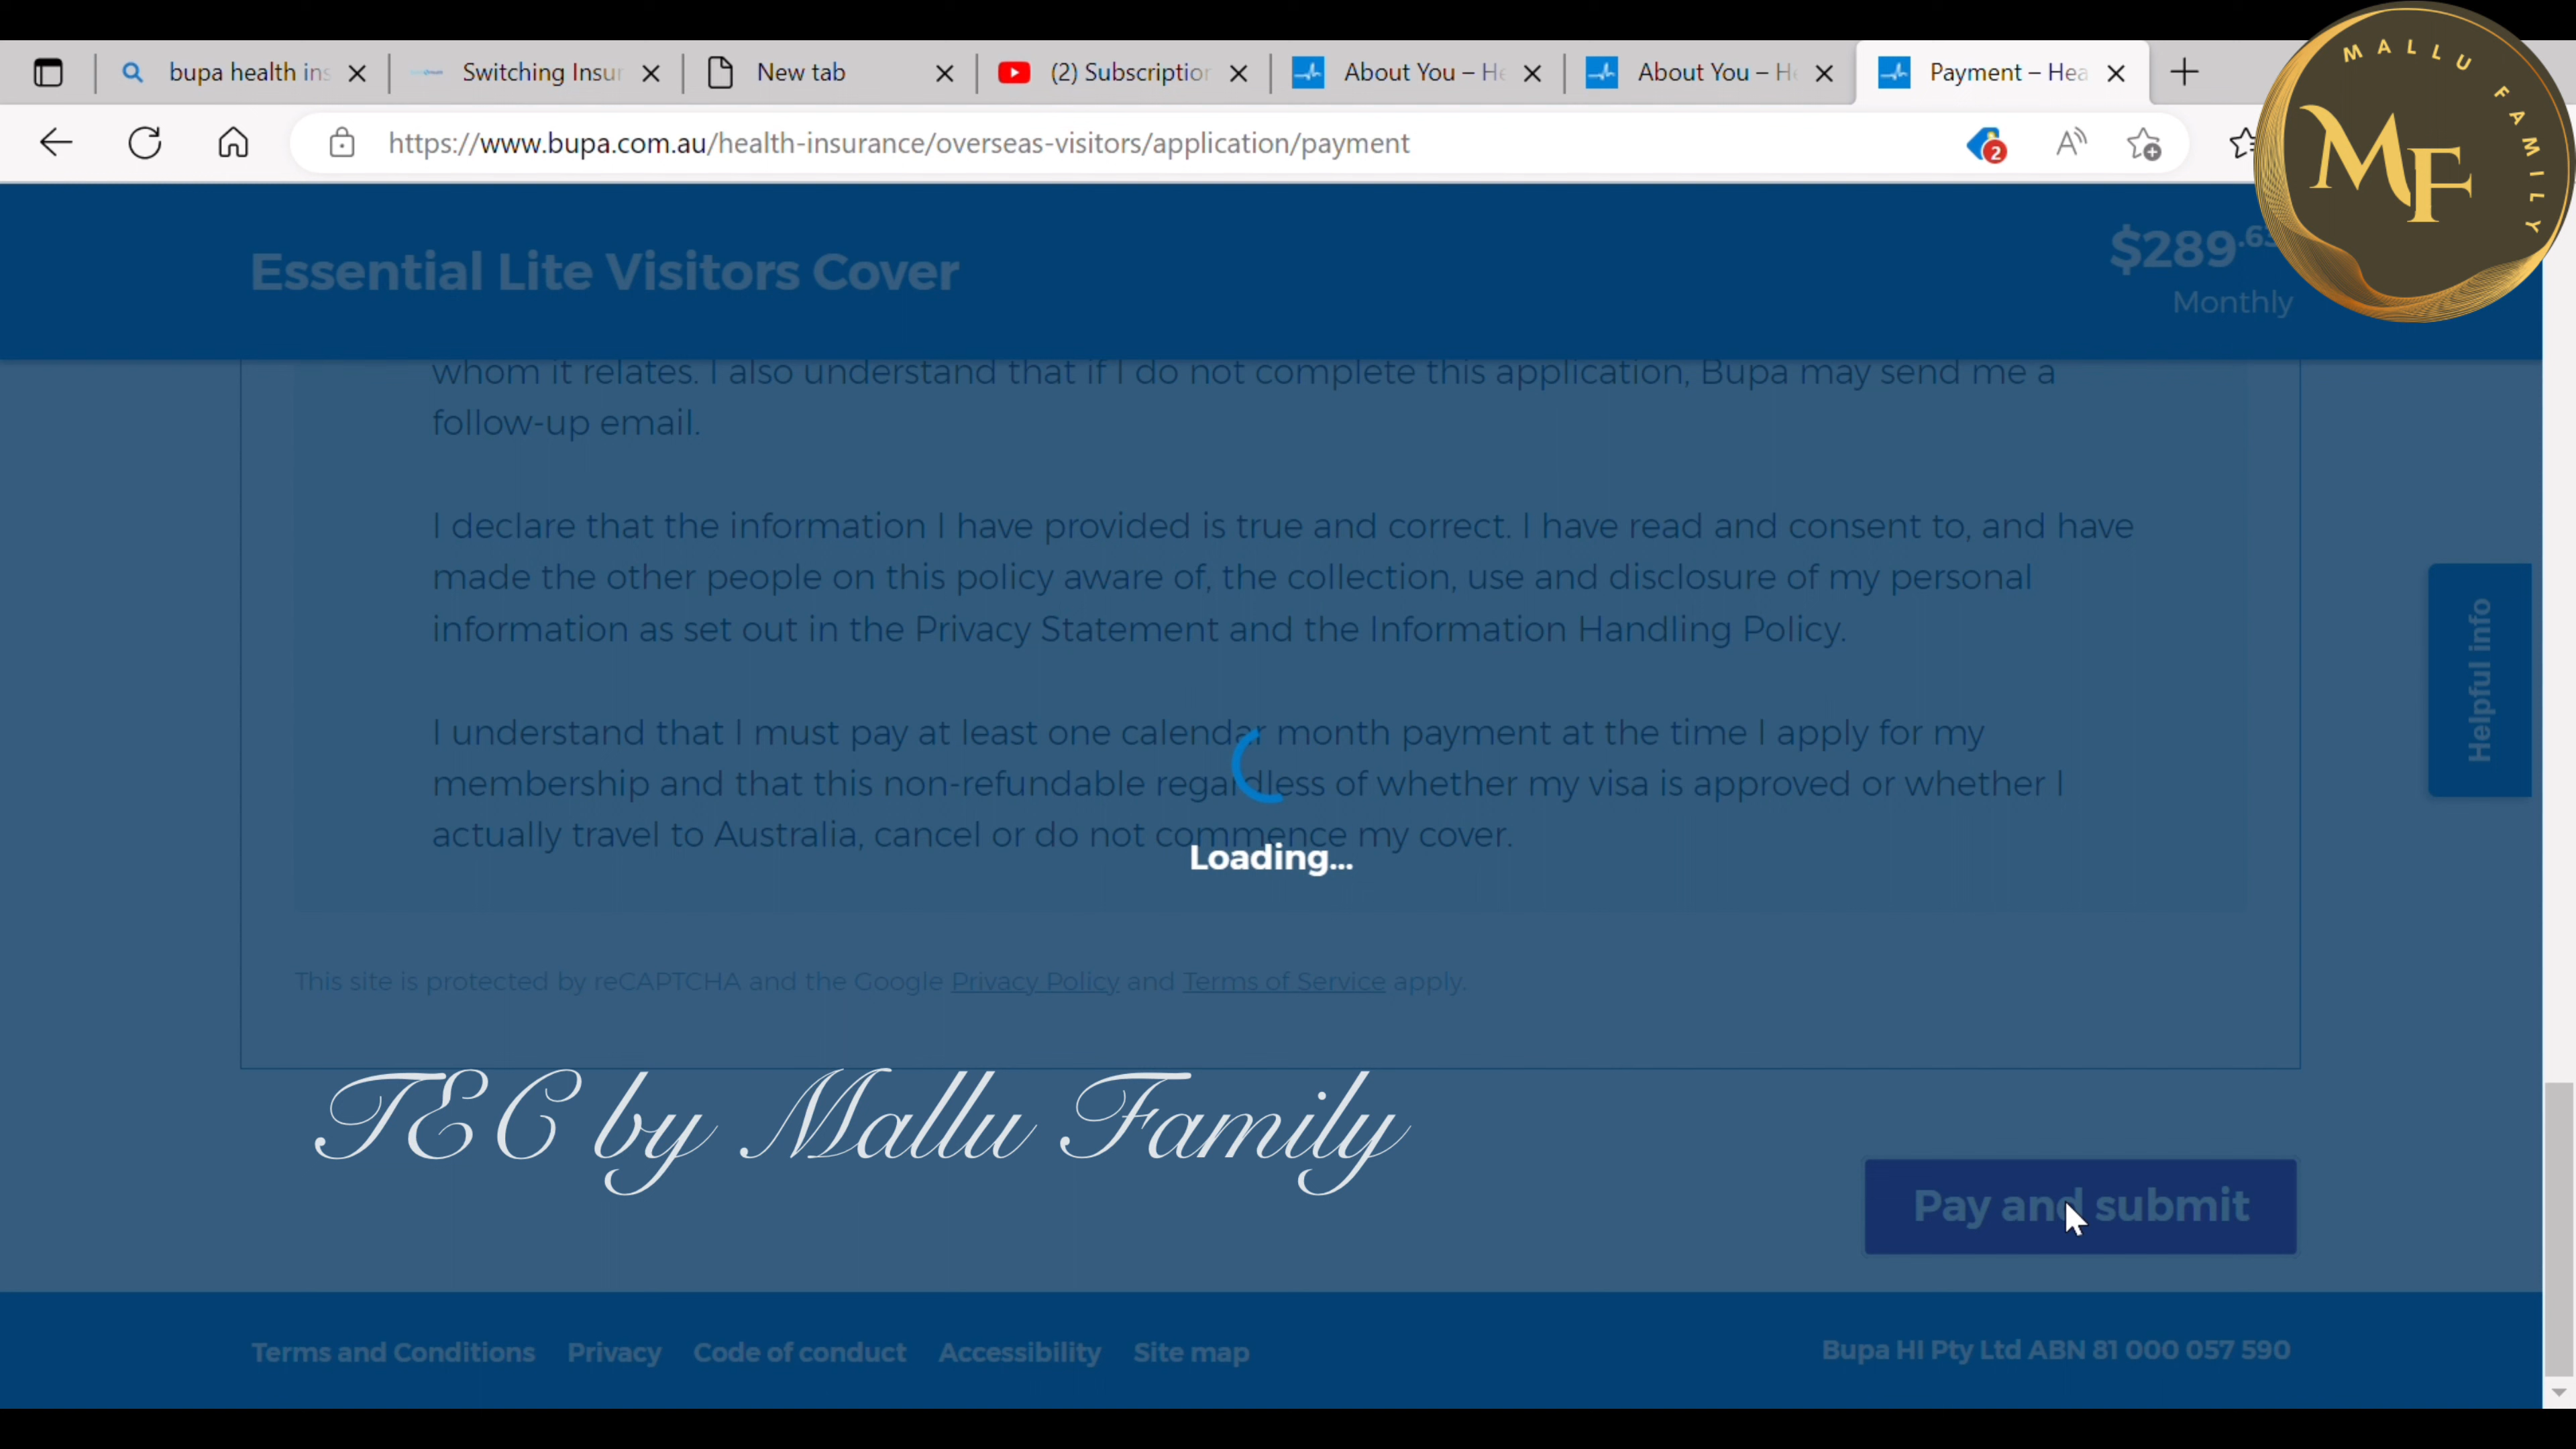 bupa health ins
Switching Insur
New tab
(2) Subscription
About You – He
About You – He
Payment – Hea
MALLU FAMILY
MF
https://www.bupa.com.au/health-insurance/overseas-visitors/application/payment
2
Essential Lite Visitors Cover
$289.63
Monthly
whom it relates. I also understand that if I do not complete this application, Bupa may send me a
follow-up email.
I declare that the information I have provided is true and correct. I have read and consent to, and have
made the other people on this policy aware of, the collection, use and disclosure of my personal
information as set out in the Privacy Statement and the Information Handling Policy.
Helpful info
I understand that I must pay at least one calendar month payment at the time I apply for my
membership and that this non-refundable regardless of whether my visa is approved or whether I
actually travel to Australia, cancel or do not commence my cover.
Loading...
This site is protected by reCAPTCHA and the Google Privacy Policy and Terms of Service apply.
TEC by Mallu Family
Pay and submit
Terms and Conditions Privacy Code of conduct Accessibility Site map
Bupa HI Pty Ltd ABN 81 000 057 590